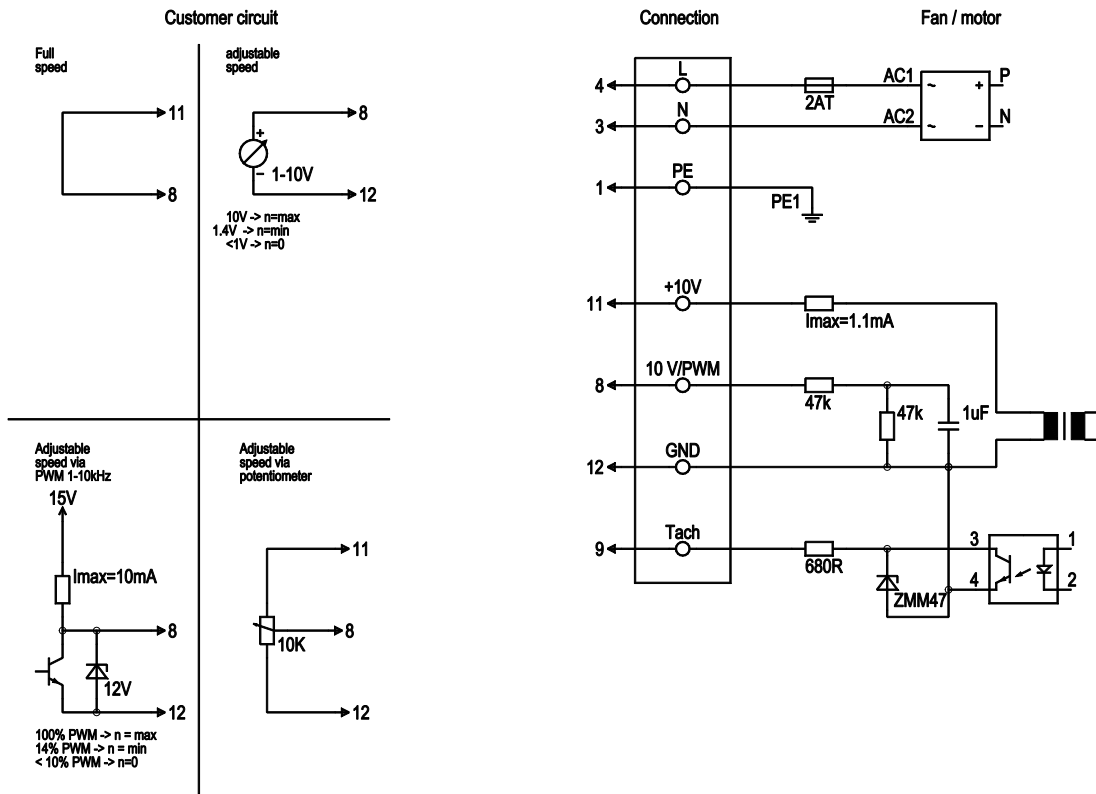 Customer circuit
Connection
Fan / motor
Full
speed
11
8
adjustable
speed
8
+
− 1-10V
12
10V -> n=max
1.4V -> n=min
<1V -> n=0
Adjustable
speed via
PWM 1-10kHz
15V
Imax=10mA
8
12V
12
100% PWM -> n = max
14% PWM -> n = min
< 10% PWM -> n=0
Adjustable
speed via
potentiometer
11
8
10K
12
4
L
2AT
AC1
~ + P
3
N
AC2
~ − N
1
PE
PE1
11
+10V
Imax=1.1mA
8
10 V/PWM
47k
47k
1uF
12
GND
9
Tach
680R
ZMM47
3
4
1
2